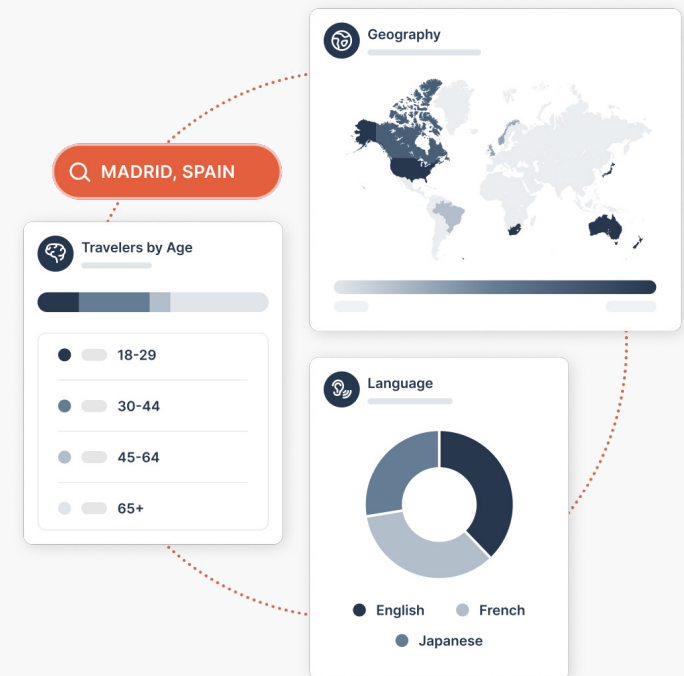 Geography
MADRID, SPAIN
Travelers by Age
18-29
30-44
45-64
65+
Language
English
French
Japanese